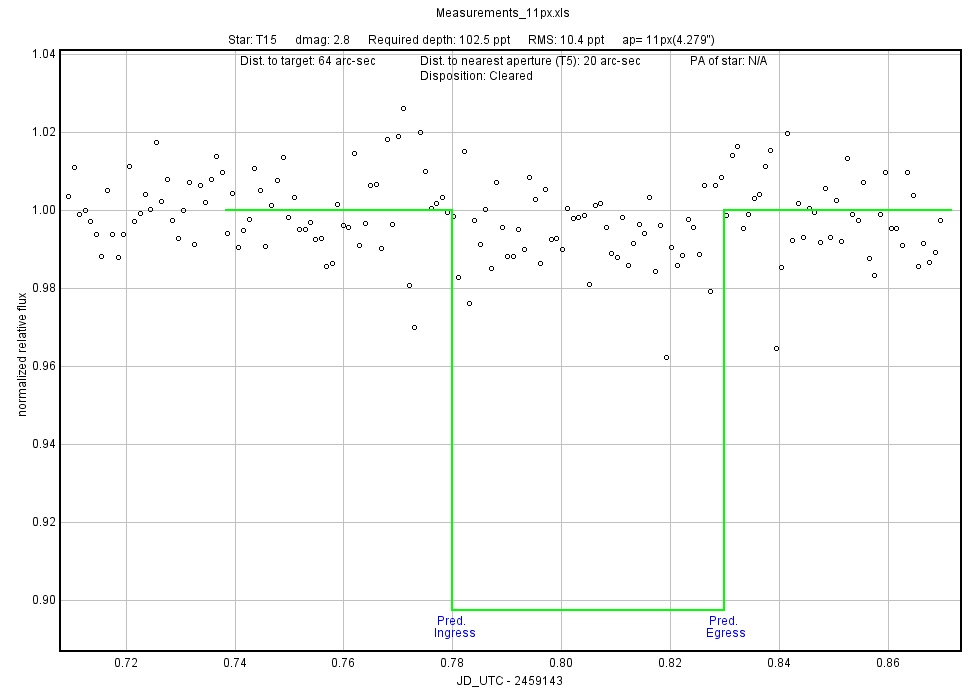 Measurements_11px.xls
Star: T15 dmag: 2.8 Required depth: 102.5 ppt RMS: 10.4 ppt ap= 11px(4.279")
Dist. to target: 64 arc-sec Dist. to nearest aperture (T5): 20 arc-sec PA of star: N/A
Disposition: Cleared
1.04
1.02
1.00
0.98
0.96
0.94
0.92
0.90
normalized relative flux
Pred. Pred.
Ingress Egress
0.72 0.74 0.76 0.78 0.80 0.82 0.84 0.86
JD_UTC - 2459143